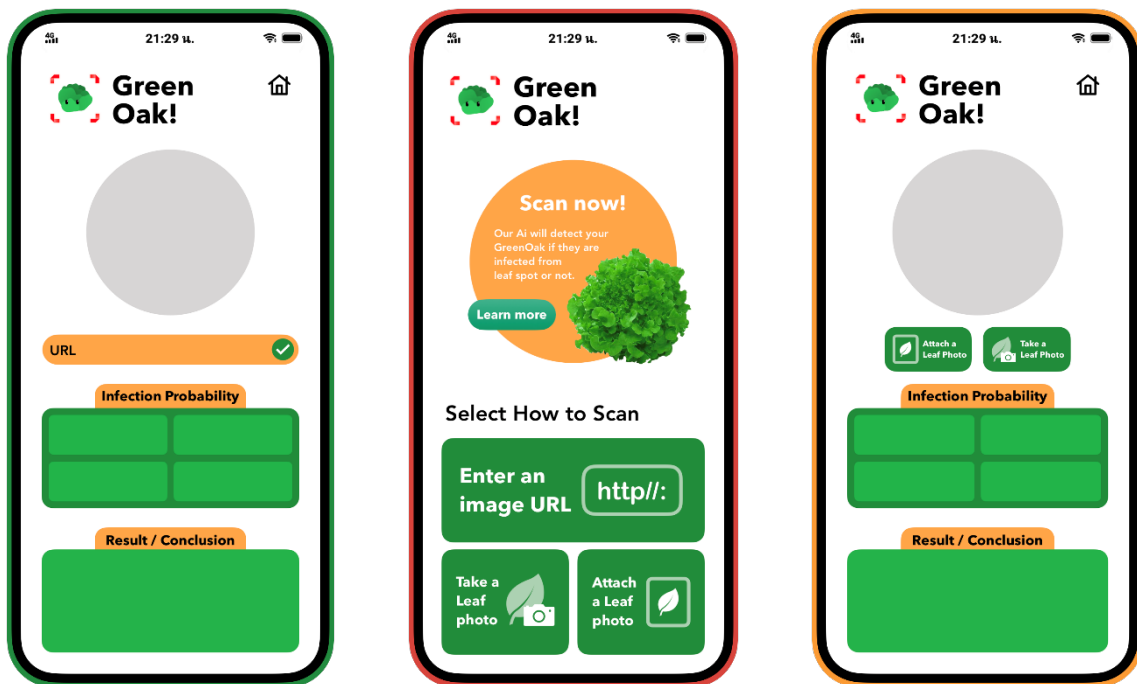 4G
21:29 น.
Green
Oak!
URL
Infection Probability
Result / Conclusion
4G
21:29 น.
Green
Oak!
Scan now!
Our Ai will detect your
GreenOak if they are
infected from
leaf spot or not.
Learn more
Select How to Scan
Enter an
image URL
http//:
Take a
Leaf
photo
Attach
a Leaf
photo
4G
21:29 น.
Green
Oak!
Attach a
Leaf Photo
Take a
Leaf Photo
Infection Probability
Result / Conclusion